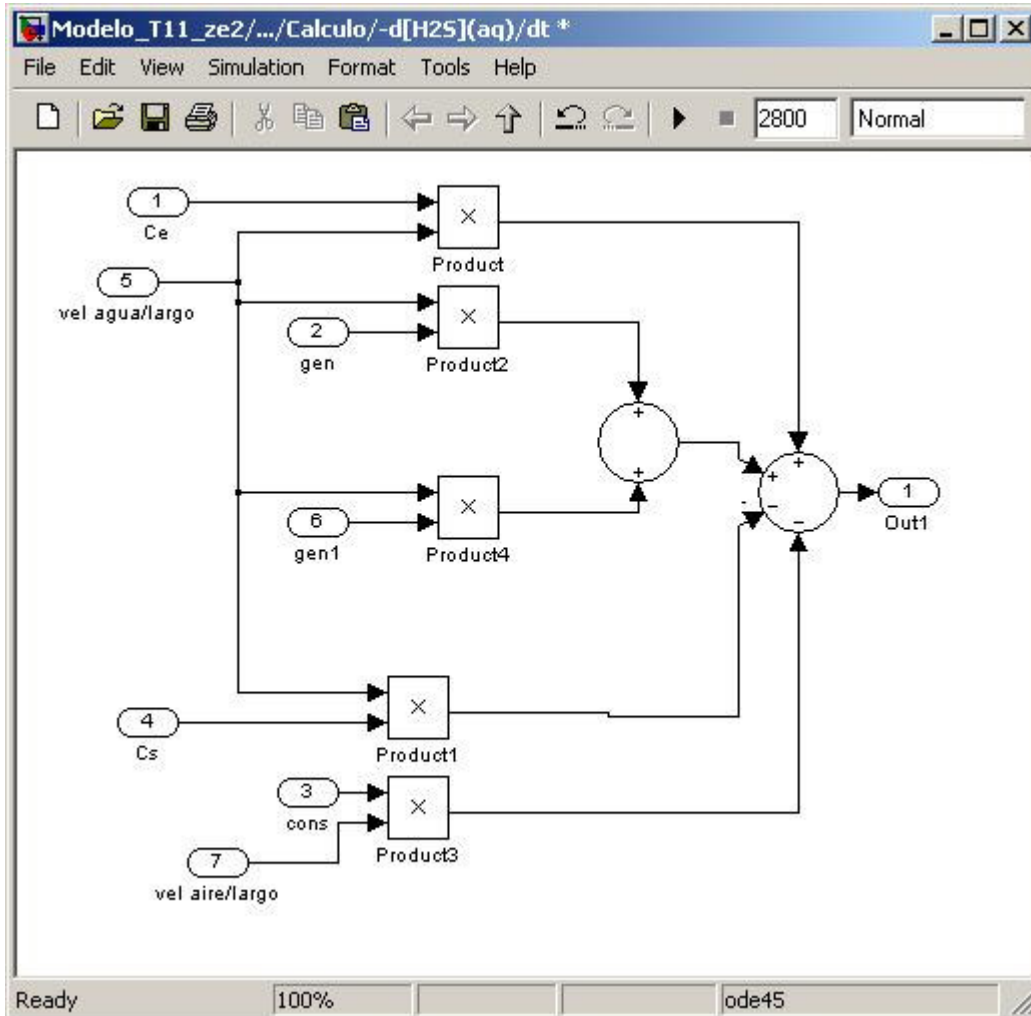 Modelo_T11_ze2/.../Calculo/-d[H2S](aq)/dt *
File Edit View Simulation Format Tools Help
2800 Normal
1
Ce
×
Product
5
vel agua/largo
×
Product2
2
gen
+
+
×
Product4
6
gen1
+
+
-
−
−
1
Out1
×
Product1
4
Cs
3
cons
×
Product3
7
vel aire/largo
Ready 100% ode45